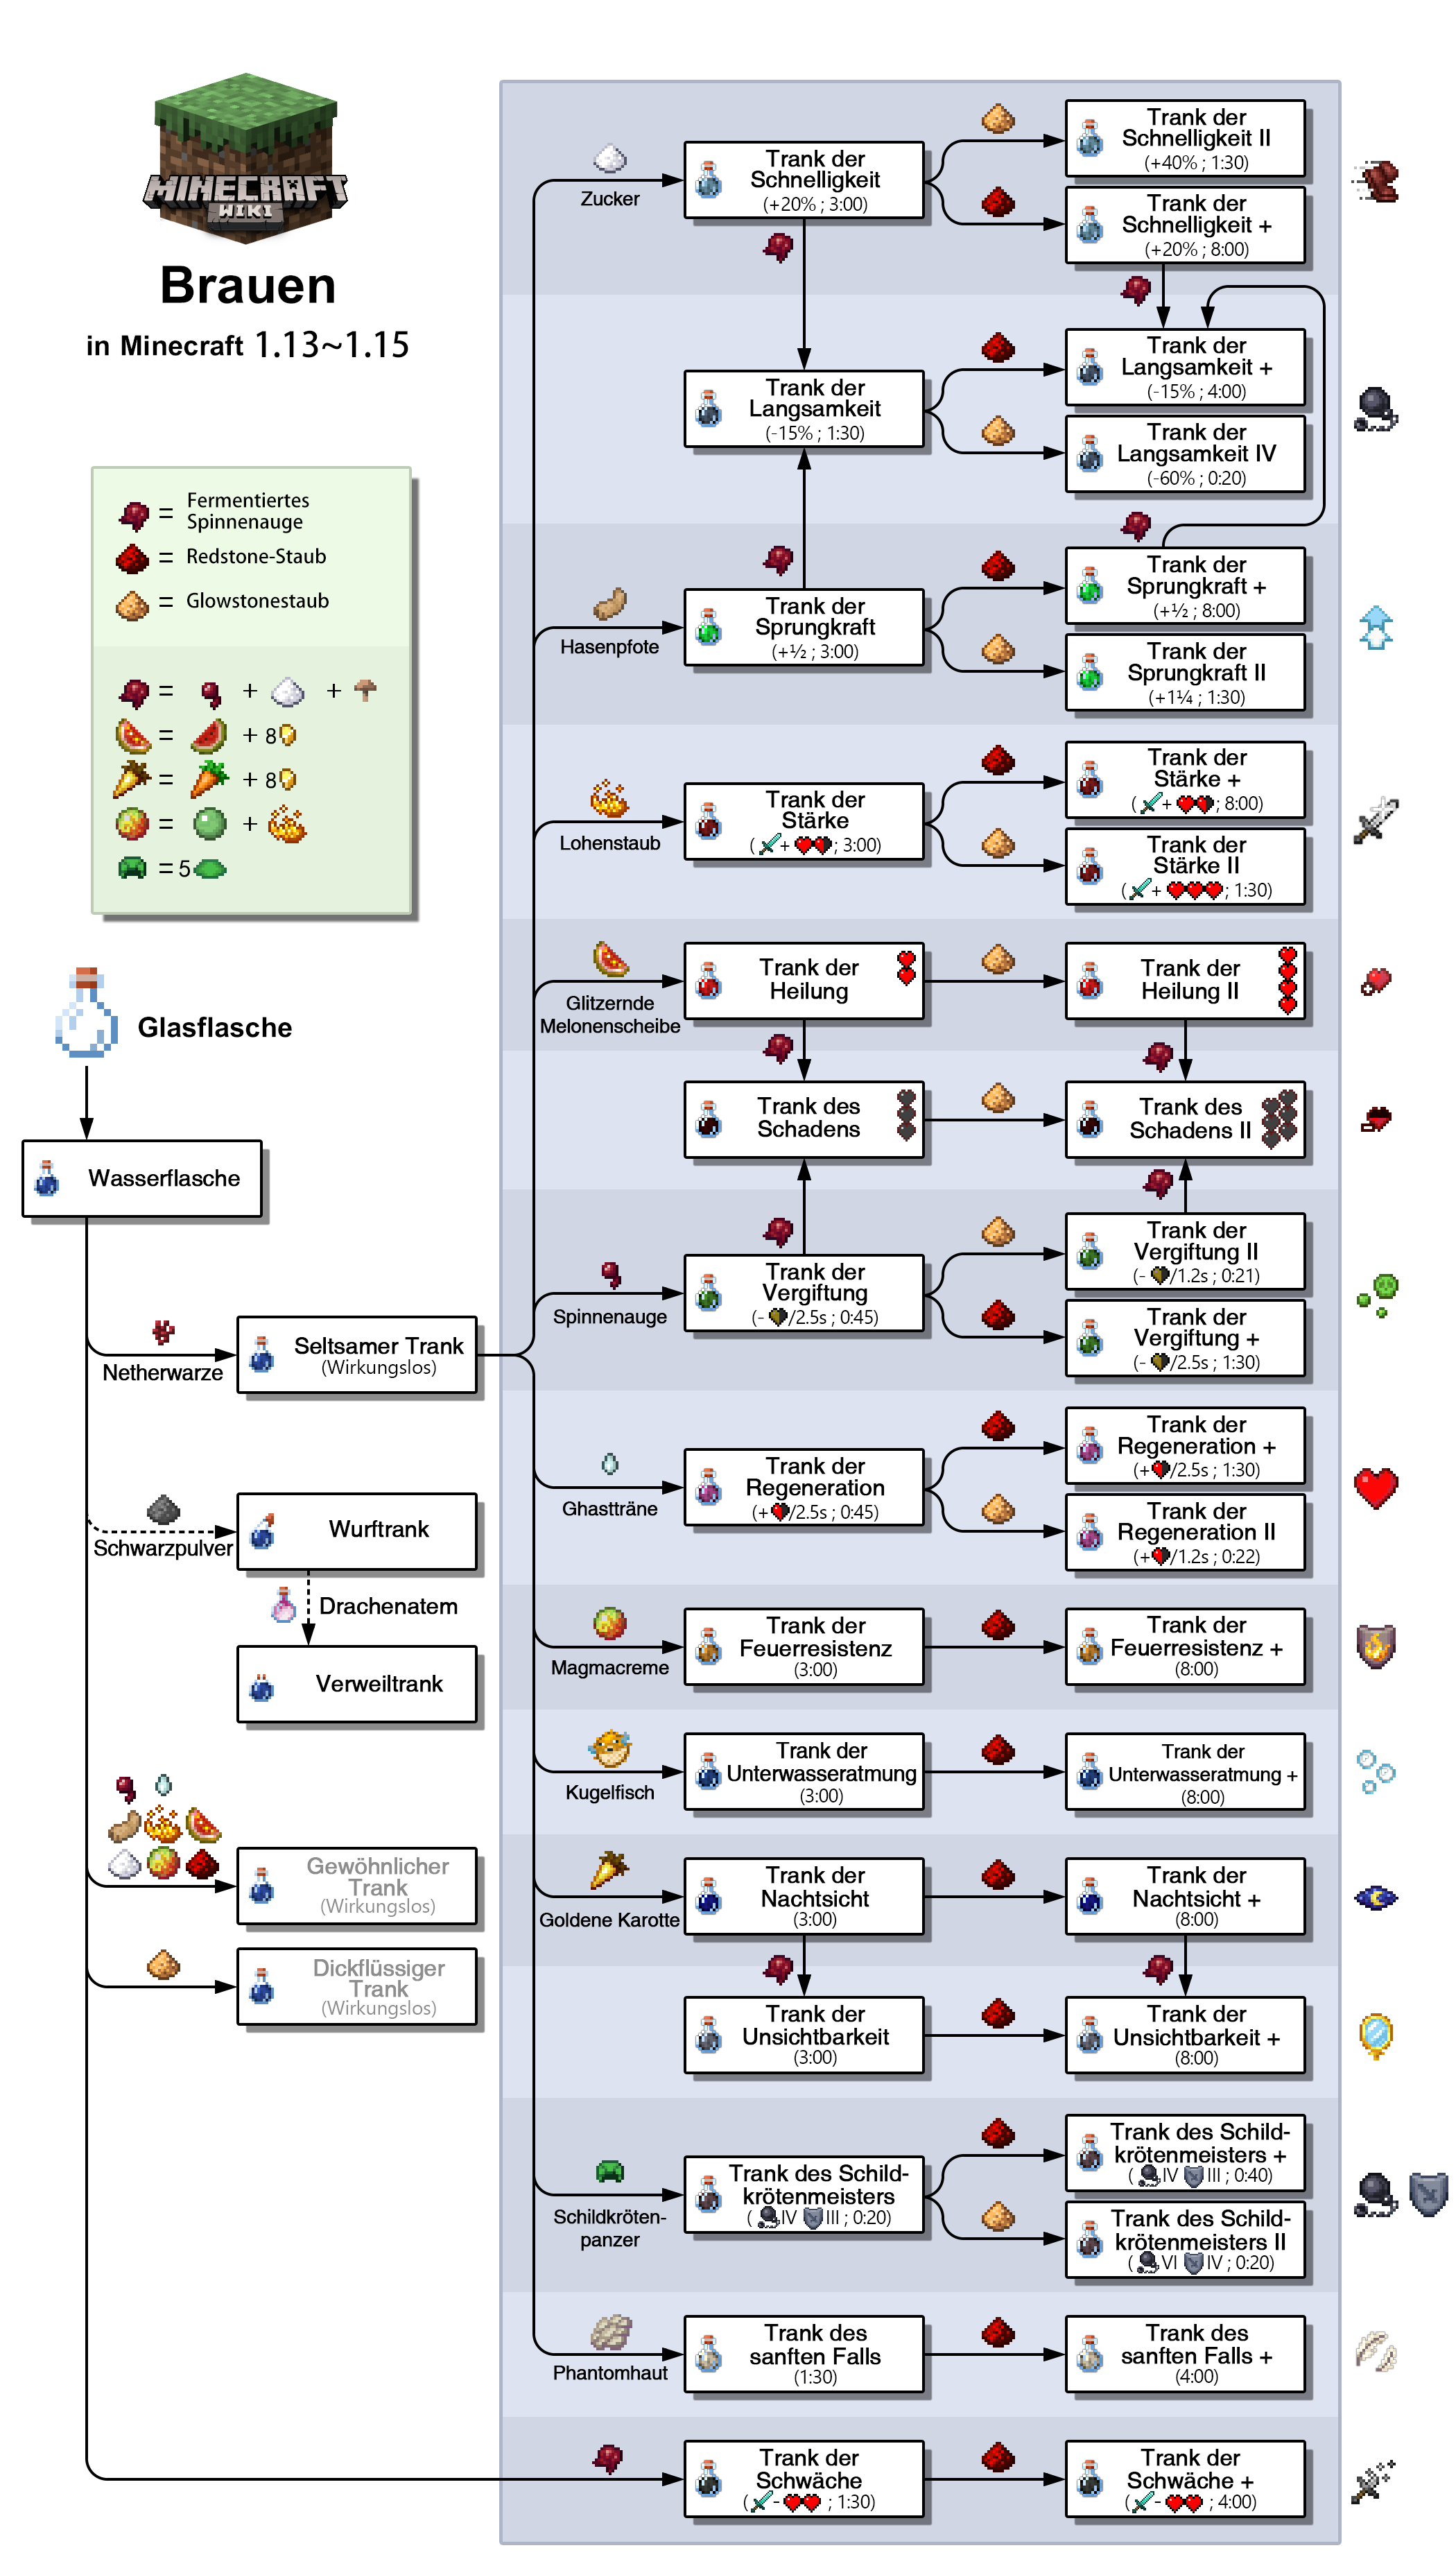 MINECRAFT
WIKI
Brauen
in Minecraft 1.13~1.15
= Fermentiertes
Spinnenauge
= Redstone-Staub
= Glowstonestaub
= + +
= + 8
= + 8
= +
= 5
Glasflasche
Wasserflasche
Netherwarze
Seltsamer Trank
(Wirkungslos)
Schwarzpulver
Wurftrank
Drachenatem
Verweiltrank
Gewöhnlicher
Trank
(Wirkungslos)
Dickflüssiger
Trank
(Wirkungslos)
Zucker
Trank der
Schnelligkeit
(+20% ; 3:00)
Trank der
Schnelligkeit II
(+40% ; 1:30)
Trank der
Schnelligkeit +
(+20% ; 8:00)
Trank der
Langsamkeit
(-15% ; 1:30)
Trank der
Langsamkeit +
(-15% ; 4:00)
Trank der
Langsamkeit IV
(-60% ; 0:20)
Hasenpfote
Trank der
Sprungkraft
(+½ ; 3:00)
Trank der
Sprungkraft +
(+½ ; 8:00)
Trank der
Sprungkraft II
(+1¼ ; 1:30)
Lohenstaub
Trank der
Stärke
( + ; 3:00)
Trank der
Stärke +
( + ; 8:00)
Trank der
Stärke II
( + ; 1:30)
Glitzernde
Melonenscheibe
Trank der
Heilung
Trank der
Heilung II
Trank des
Schadens
Trank des
Schadens II
Spinnenauge
Trank der
Vergiftung
(- /2.5s ; 0:45)
Trank der
Vergiftung II
(- /1.2s ; 0:21)
Trank der
Vergiftung +
(- /2.5s ; 1:30)
Ghastträne
Trank der
Regeneration
(+ /2.5s ; 0:45)
Trank der
Regeneration +
(+ /2.5s ; 1:30)
Trank der
Regeneration II
(+ /1.2s ; 0:22)
Magmacreme
Trank der
Feuerresistenz
(3:00)
Trank der
Feuerresistenz +
(8:00)
Kugelfisch
Trank der
Unterwasseratmung
(3:00)
Trank der
Unterwasseratmung +
(8:00)
Goldene Karotte
Trank der
Nachtsicht
(3:00)
Trank der
Nachtsicht +
(8:00)
Trank der
Unsichtbarkeit
(3:00)
Trank der
Unsichtbarkeit +
(8:00)
Schildkröten-
panzer
Trank des Schild-
krötenmeisters
( IV III ; 0:20)
Trank des Schild-
krötenmeisters +
( IV III ; 0:40)
Trank des Schild-
krötenmeisters II
( VI IV ; 0:20)
Phantomhaut
Trank des
sanften Falls
(1:30)
Trank des
sanften Falls +
(4:00)
Trank der
Schwäche
( - ; 1:30)
Trank der
Schwäche +
( - ; 4:00)